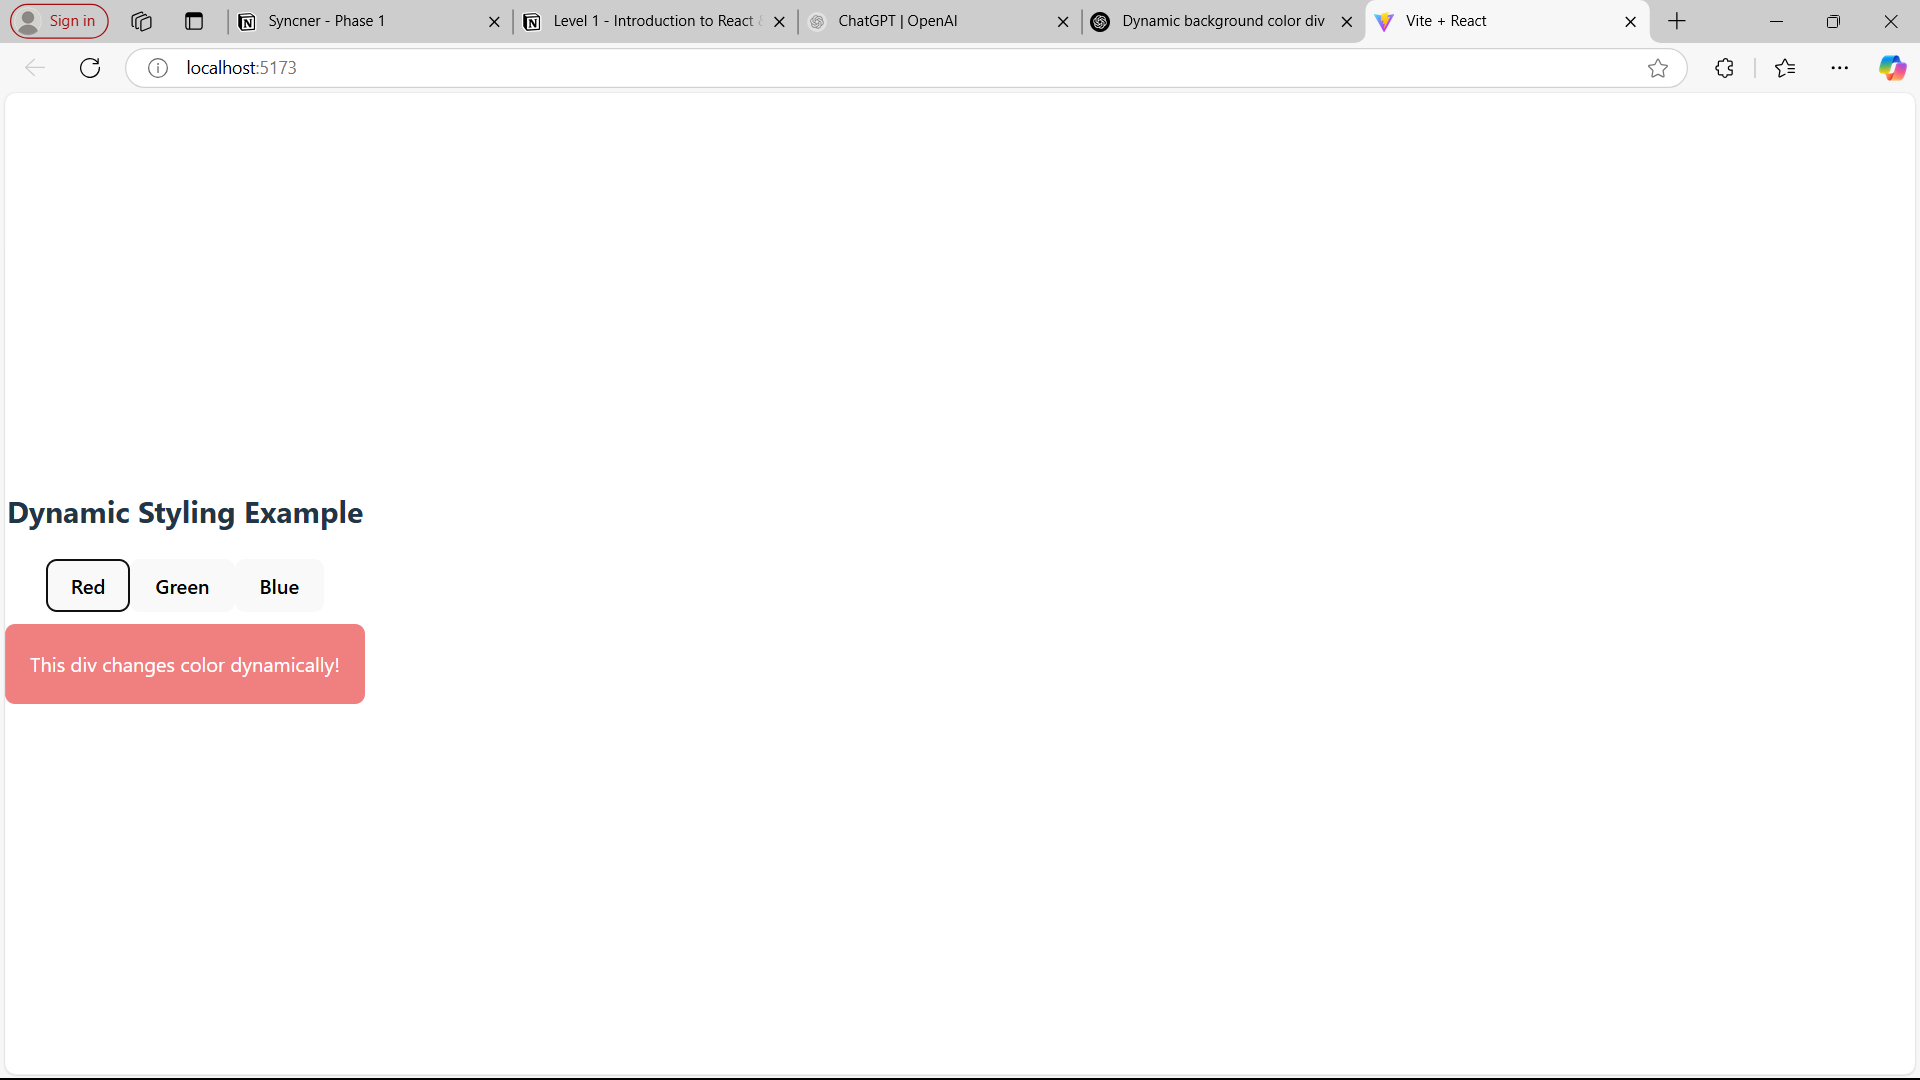 Sign in
Syncner - Phase 1
Level 1 - Introduction to React
ChatGPT | OpenAI
Dynamic background color div
Vite + React
localhost:5173
Dynamic Styling Example
Red
Green
Blue
This div changes color dynamically!